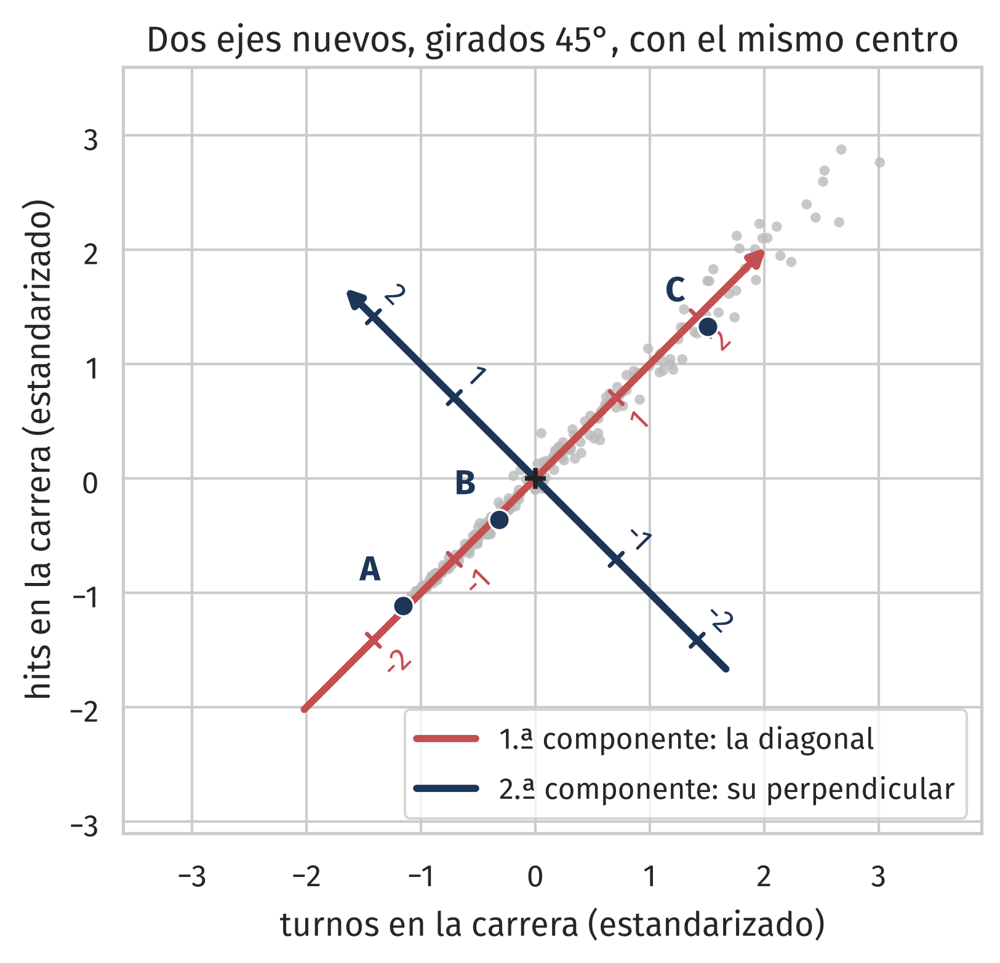 Dos ejes nuevos, girados 45°, con el mismo centro
hits en la carrera (estandarizado)
3
2
1
0
−1
−2
−3
2
1
-1
-2
2
1
-1
-2
C
B
A
1.ª componente: la diagonal
2.ª componente: su perpendicular
−3
−2
−1
0
1
2
3
turnos en la carrera (estandarizado)